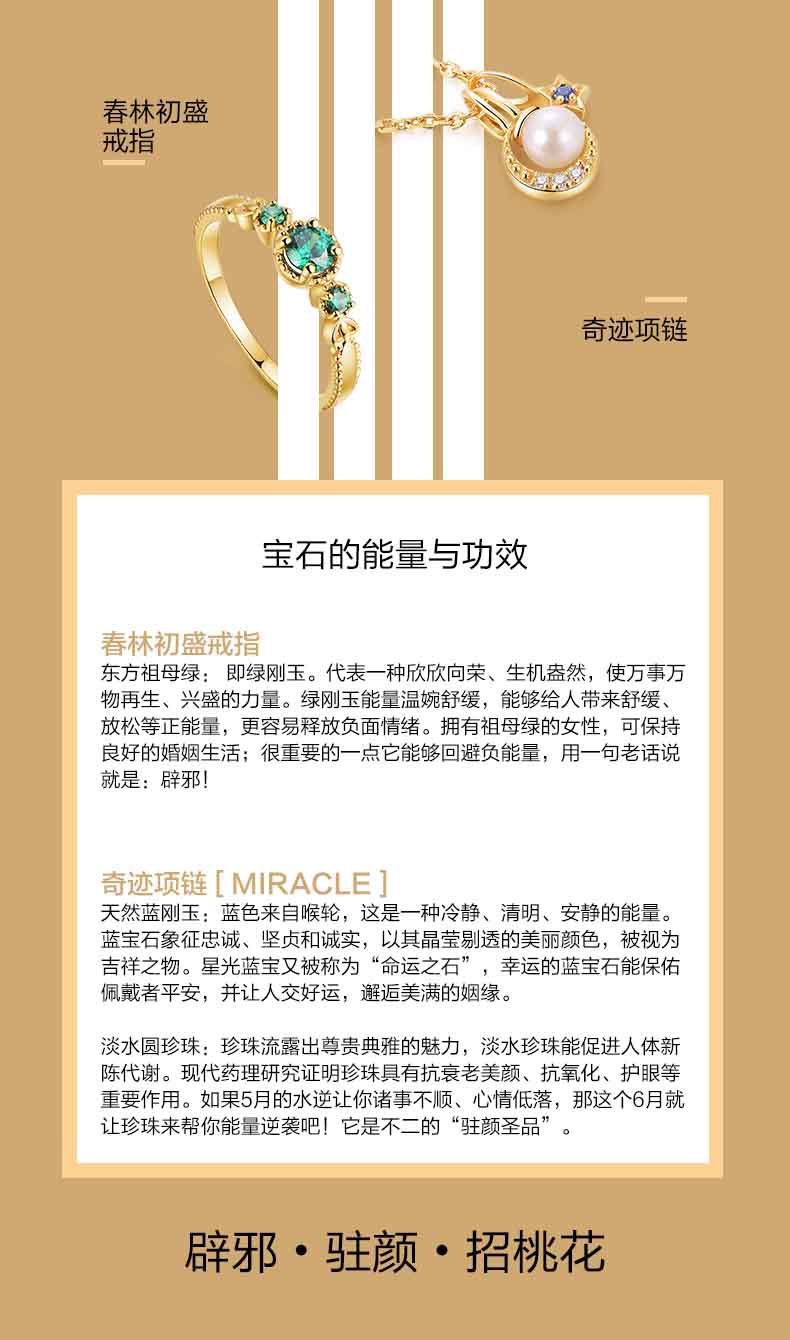 春林初盛
戒指
奇迹项链
宝石的能量与功效
春林初盛戒指
东方祖母绿： 即绿刚玉。代表一种欣欣向荣、生机盎然，使万事万
物再生、兴盛的力量。绿刚玉能量温婉舒缓，能够给人带来舒缓、
放松等正能量，更容易释放负面情绪。拥有祖母绿的女性，可保持
良好的婚姻生活；很重要的一点它能够回避负能量，用一句老话说
就是：辟邪！
奇迹项链 [ MIRACLE ]
天然蓝刚玉：蓝色来自喉轮，这是一种冷静、清明、安静的能量。
蓝宝石象征忠诚、坚贞和诚实，以其晶莹剔透的美丽颜色，被视为
吉祥之物。星光蓝宝又被称为“命运之石”，幸运的蓝宝石能保佑
佩戴者平安，并让人交好运，邂逅美满的姻缘。
淡水圆珍珠：珍珠流露出尊贵典雅的魅力，淡水珍珠能促进人体新
陈代谢。现代药理研究证明珍珠具有抗衰老美颜、抗氧化、护眼等
重要作用。如果5月的水逆让你诸事不顺、心情低落，那这个6月就
让珍珠来帮你能量逆袭吧！它是不二的“驻颜圣品”。
辟邪·驻颜·招桃花